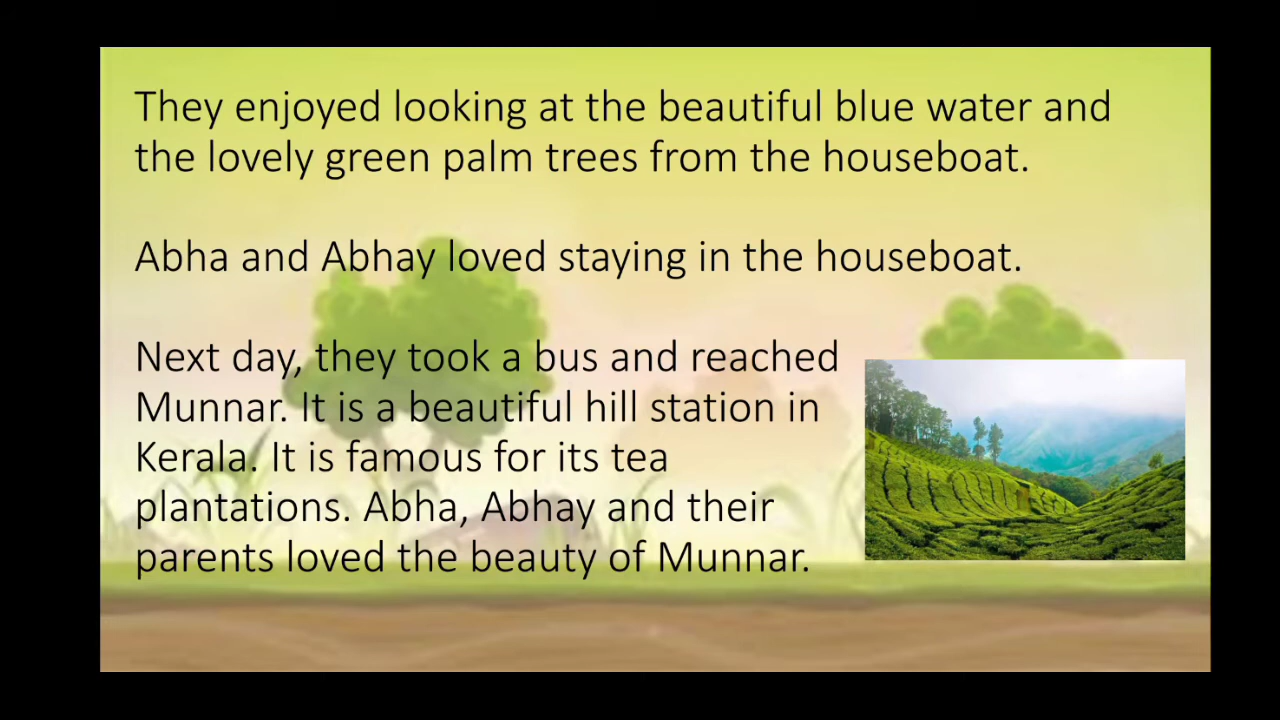 They enjoyed looking at the beautiful blue water and
the lovely green palm trees from the houseboat.
Abha and Abhay loved staying in the houseboat.
Next day, they took a bus and reached
Munnar. It is a beautiful hill station in
Kerala. It is famous for its tea
plantations. Abha, Abhay and their
parents loved the beauty of Munnar.